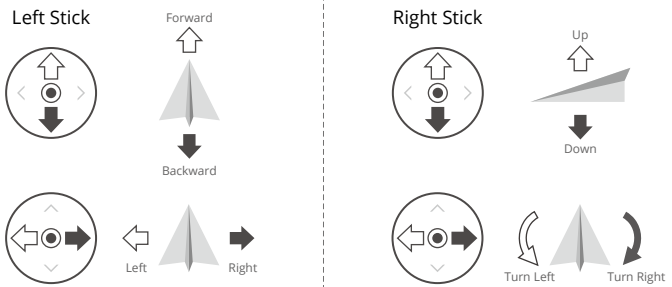 Left Stick
Forward
Backward
Left
Right
Right Stick
Up
Down
Turn Left
Turn Right